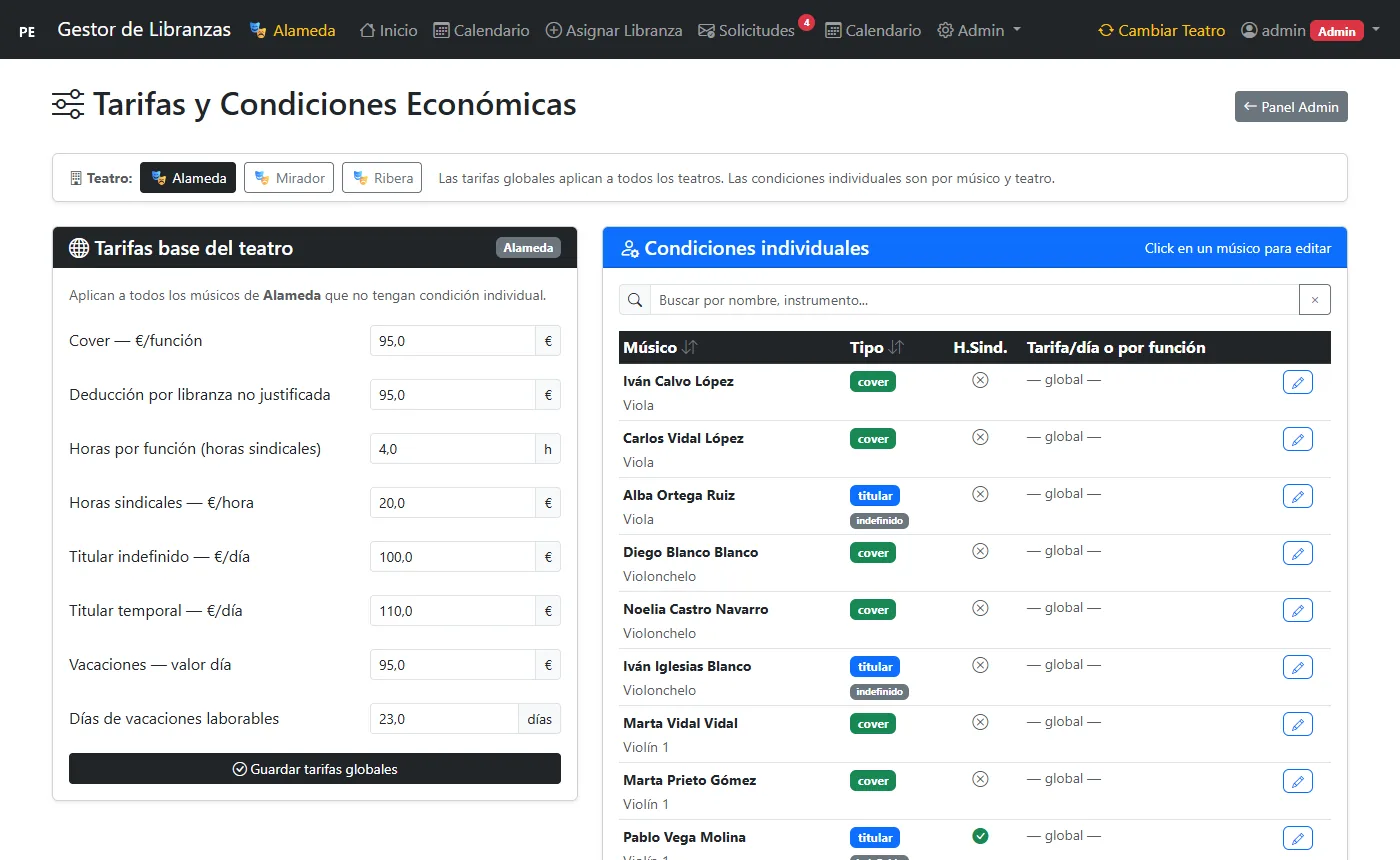 PE Gestor de Libranzas Alameda Inicio Calendario Asignar Libranza Solicitudes 4 Calendario Admin Cambiar Teatro admin Admin
Tarifas y Condiciones Económicas
← Panel Admin
Teatro: Alameda Mirador Ribera Las tarifas globales aplican a todos los teatros. Las condiciones individuales son por músico y teatro.
Tarifas base del teatro Alameda
Aplican a todos los músicos de Alameda que no tengan condición individual.
Cover — €/función 95,0 €
Deducción por libranza no justificada 95,0 €
Horas por función (horas sindicales) 4,0 h
Horas sindicales — €/hora 20,0 €
Titular indefinido — €/día 100,0 €
Titular temporal — €/día 110,0 €
Vacaciones — valor día 95,0 €
Días de vacaciones laborables 23,0 días
Guardar tarifas globales
Condiciones individuales Click en un músico para editar
Buscar por nombre, instrumento... ×
Músico Tipo H.Sind. Tarifa/día o por función
Iván Calvo López cover — global —
Viola
Carlos Vidal López cover — global —
Viola
Alba Ortega Ruiz titular — global —
Viola indefinido
Diego Blanco Blanco cover — global —
Violonchelo
Noelia Castro Navarro cover — global —
Violonchelo
Iván Iglesias Blanco titular — global —
Violonchelo indefinido
Marta Vidal Vidal cover — global —
Violín 1
Marta Prieto Gómez cover — global —
Violín 1
Pablo Vega Molina titular — global —
Violín 1